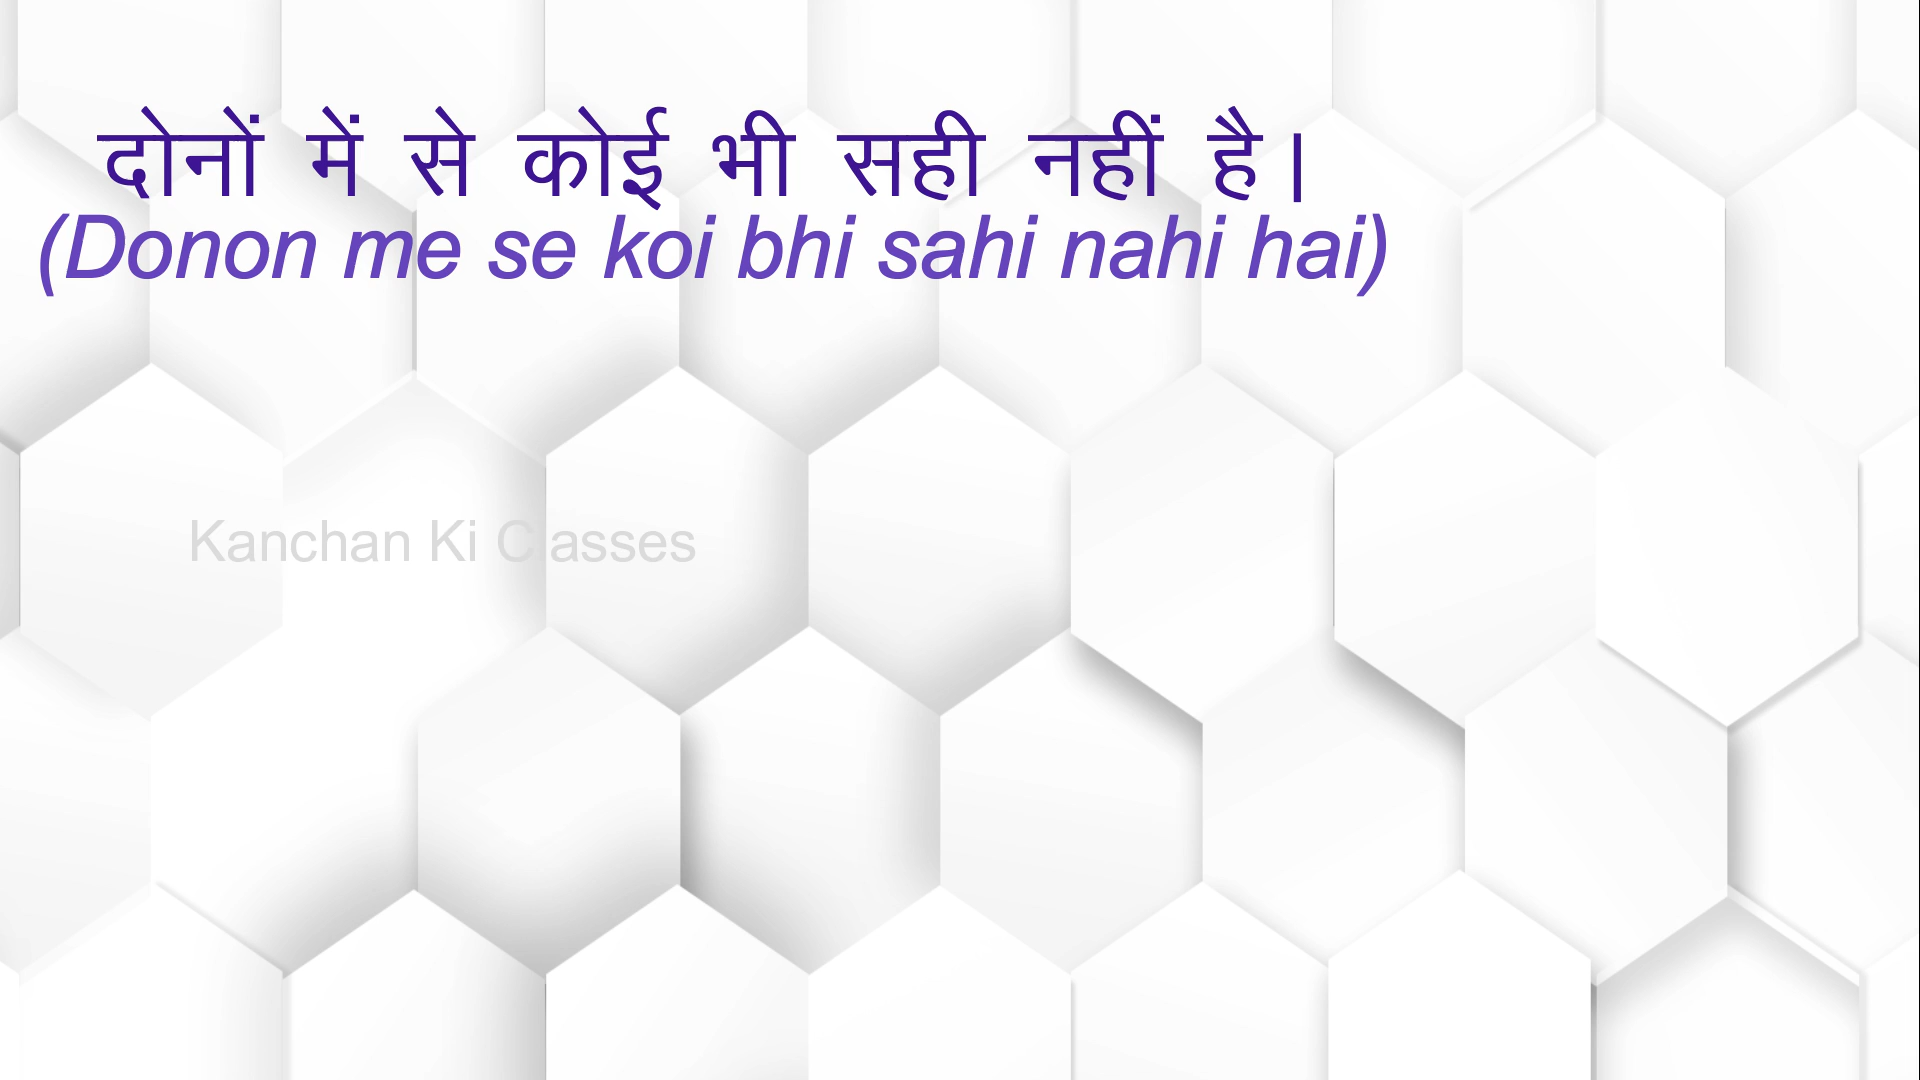 दोनों में से कोई भी सही नहीं है।
(Donon me se koi bhi sahi nahi hai)
Kanchan Ki Classes